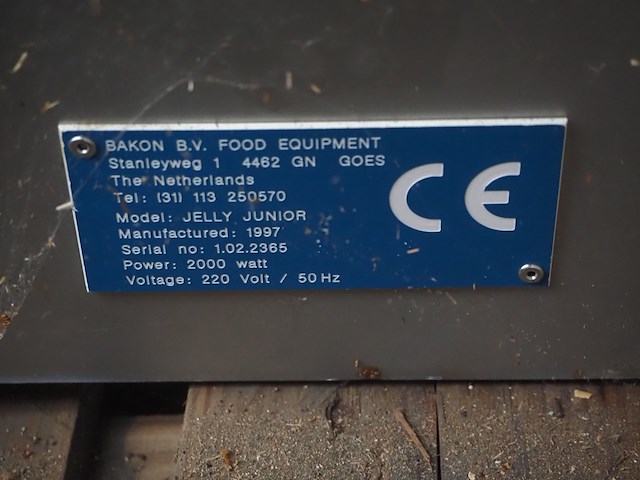 BAKON B.V. FOOD EQUIPMENT
Stanleyweg 1 4462 GN GOES
The Netherlands
Tel: (31) 113 250570
Model: JELLY JUNIOR
Manufactured: 1997
Serial no: 1.02.2365
Power: 2000 watt
Voltage: 220 Volt / 50 Hz
CE